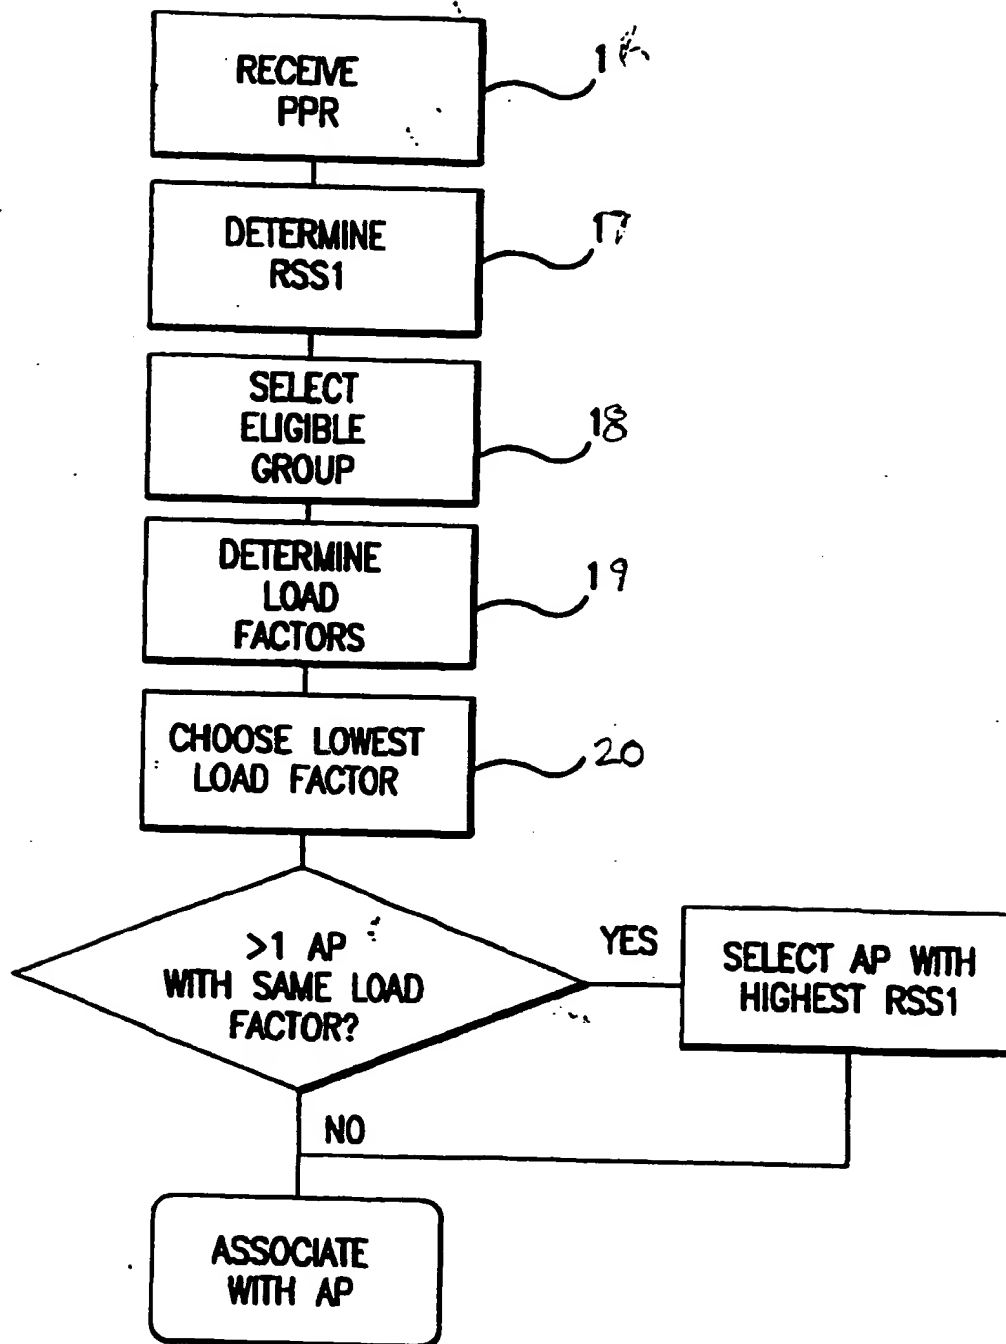 RECEIVE
PPR
DETERMINE
RSS1
17
SELECT
ELIGIBLE
GROUP
18
DETERMINE
LOAD
FACTORS
19
CHOOSE LOWEST
LOAD FACTOR
20
>1 AP
WITH SAME LOAD
FACTOR?
YES
SELECT AP WITH
HIGHEST RSS1
NO
ASSOCIATE
WITH AP